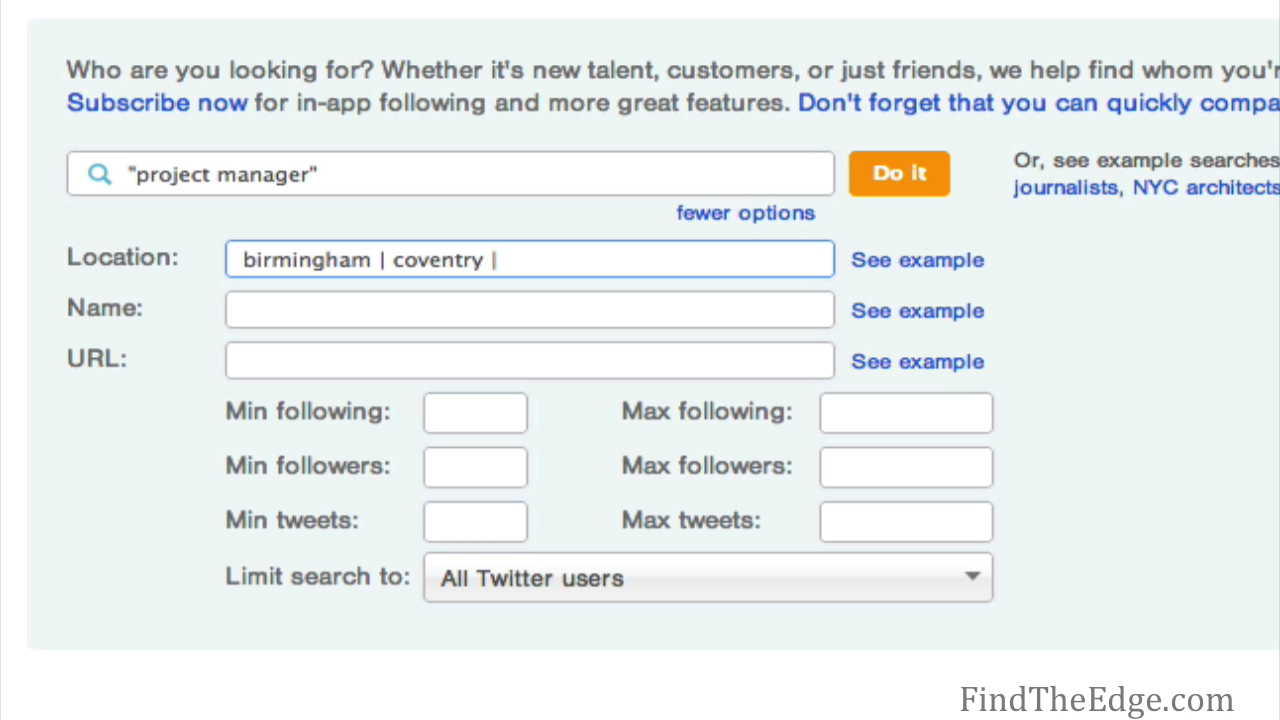 Who are you looking for? Whether it's new talent, customers, or just friends, we help find whom you'r
Subscribe now for in-app following and more great features. Don't forget that you can quickly compa
"project manager"
Do it
Or, see example searches
journalists, NYC architects
fewer options
Location:
birmingham | coventry |
See example
Name:
See example
URL:
See example
Min following:
Max following:
Min followers:
Max followers:
Min tweets:
Max tweets:
Limit search to:
All Twitter users
FindTheEdge.com